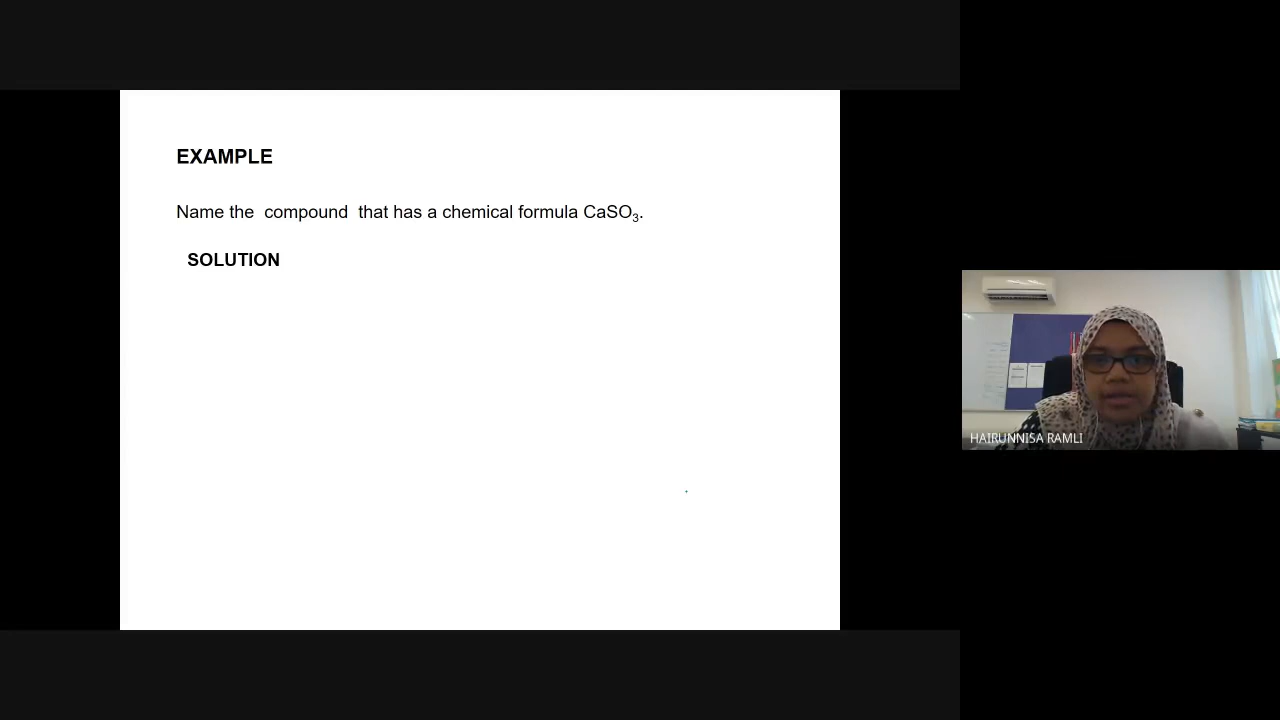 EXAMPLE
Name the compound that has a chemical formula CaSO₃.
SOLUTION
HAIRUNNISA RAMLI